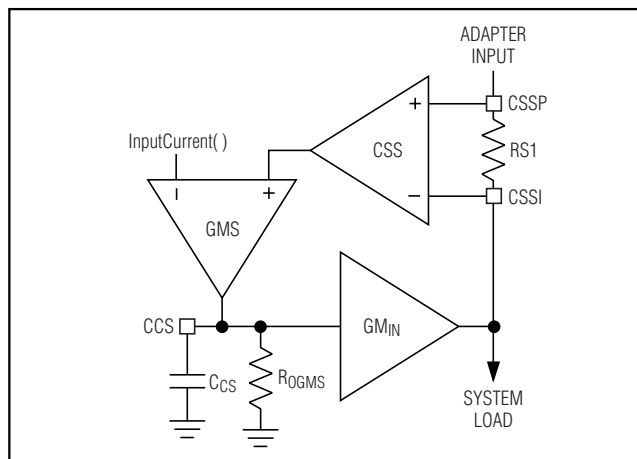 ADAPTER
INPUT
CSSP
+
CSS
RS1
InputCurrent( )
−
CSSI
−
+
GMS
CCS
GMIN
CCS
ROGMS
SYSTEM
LOAD